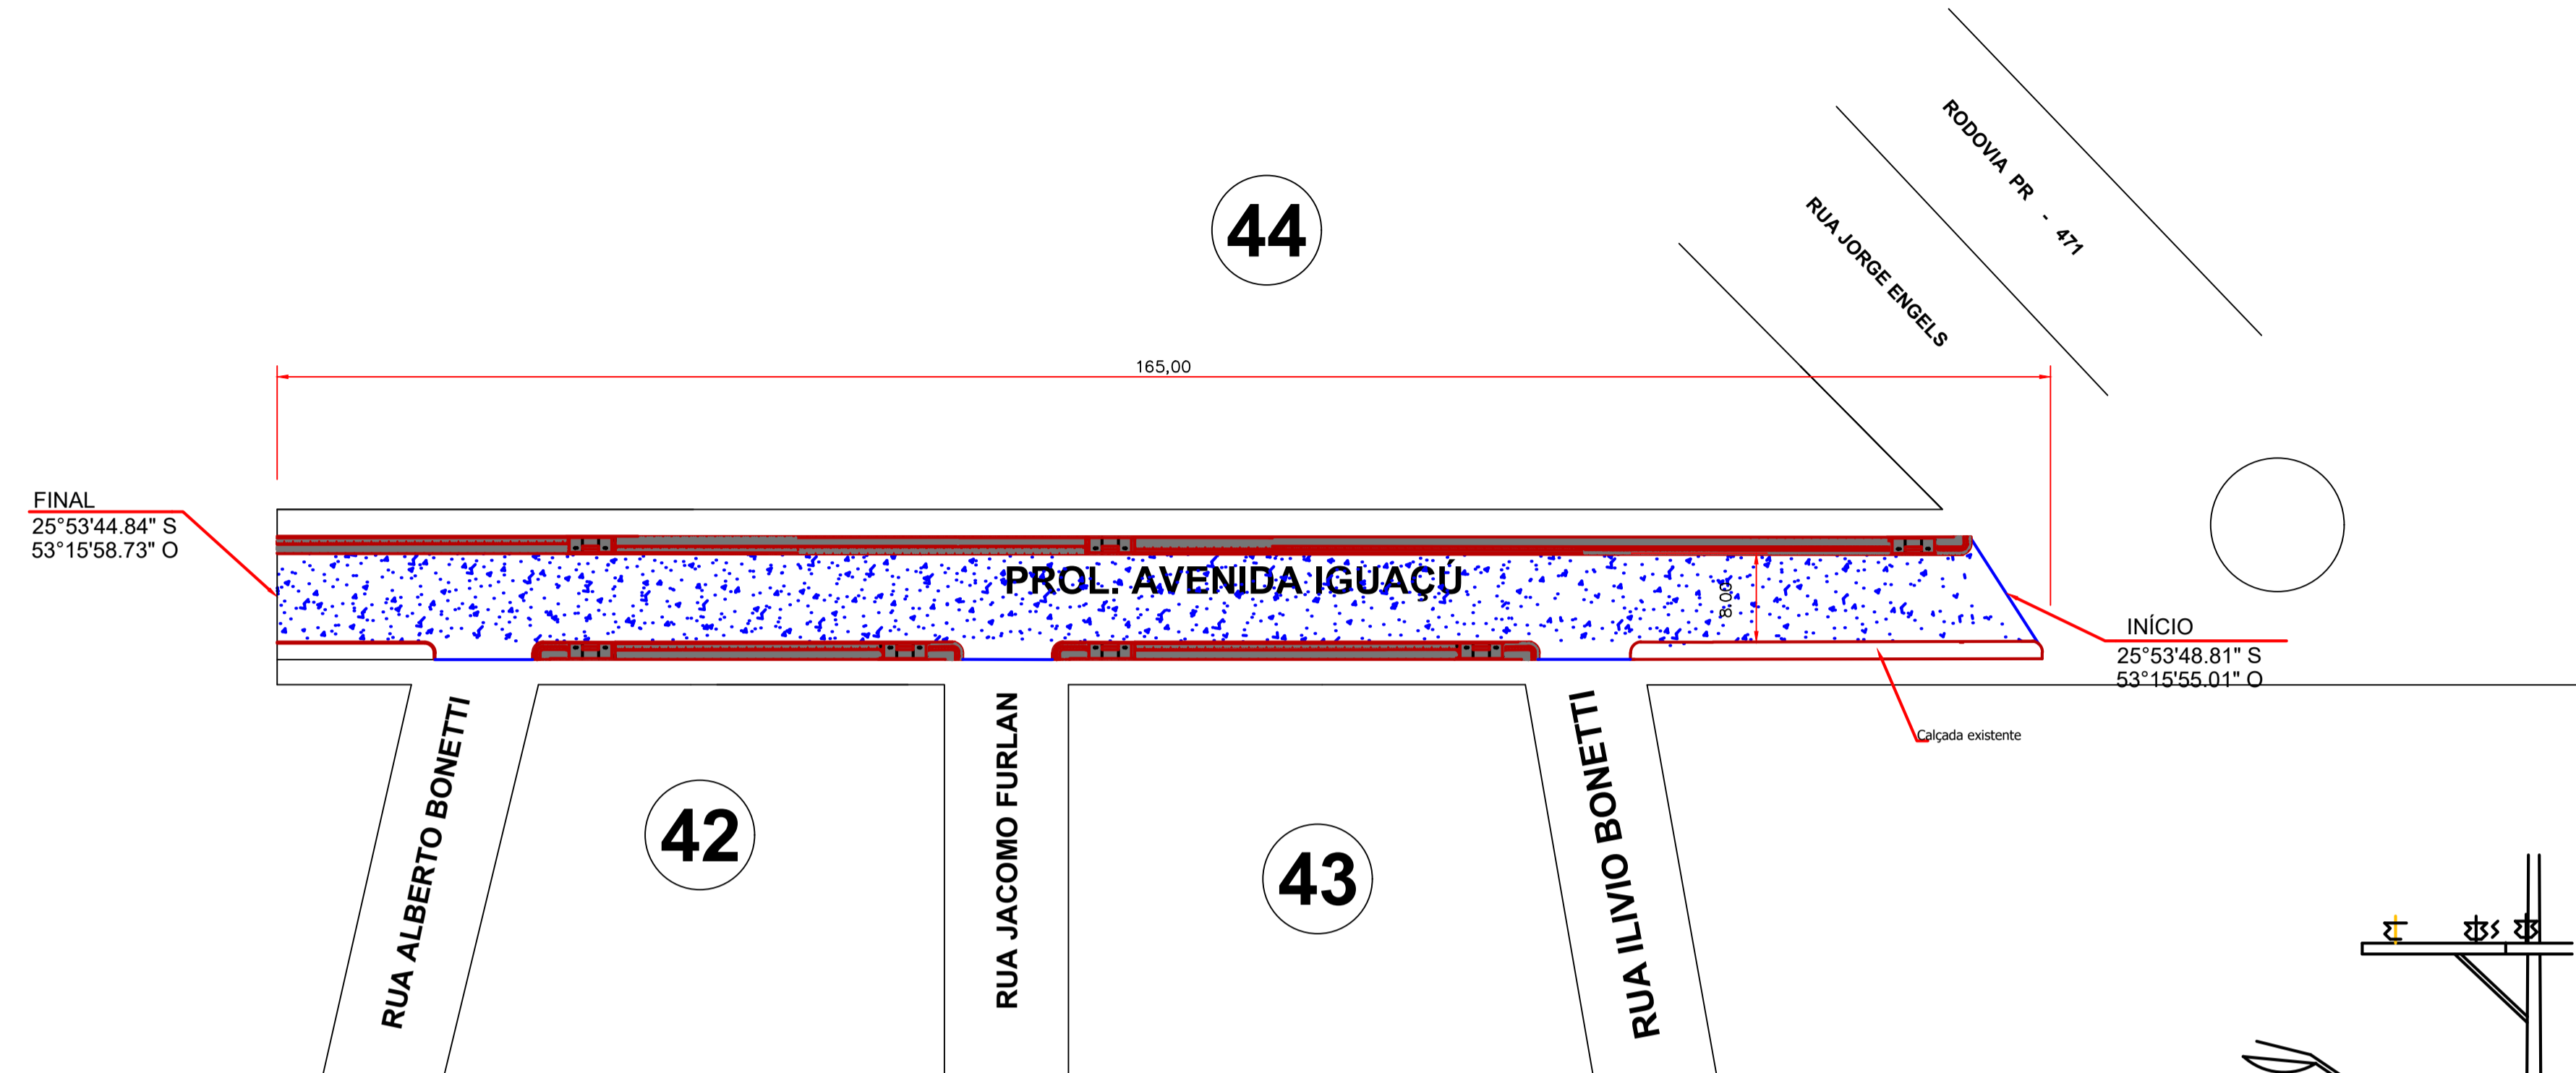 RODOVIA PR - 471
RUA JORGE ENGELS
44
165,00
FINAL
25°53'44.84" S
53°15'58.73" O
PROL. AVENIDA IGUAÇÚ
8.00
INÍCIO
25°53'48.81" S
53°15'55.01" O
Calçada existente
RUA ALBERTO BONETTI
42
RUA JACOMO FURLAN
43
RUA ILIVIO BONETTI